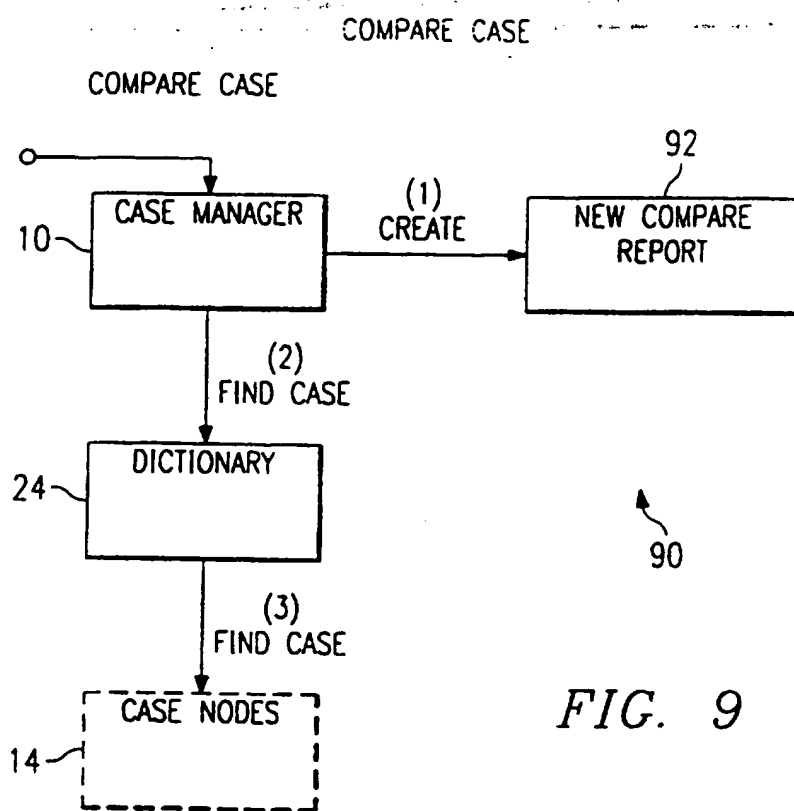 COMPARE CASE
COMPARE CASE
92
CASE MANAGER
10
(1)
CREATE
NEW COMPARE
REPORT
(2)
FIND CASE
DICTIONARY
24
90
(3)
FIND CASE
CASE NODES
14
FIG. 9